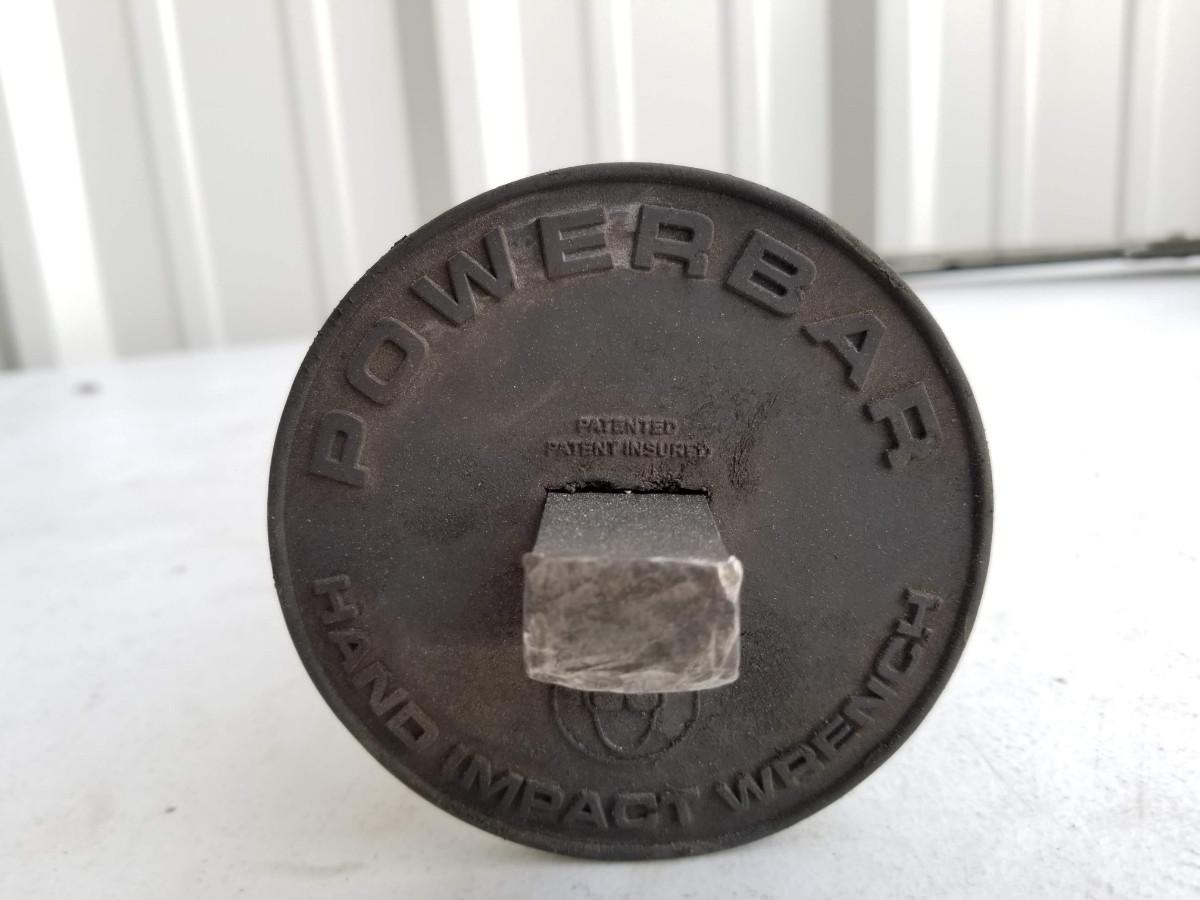 POWERBAR
PATENTED
PATENT INSURED
HAND IMPACT WRENCH